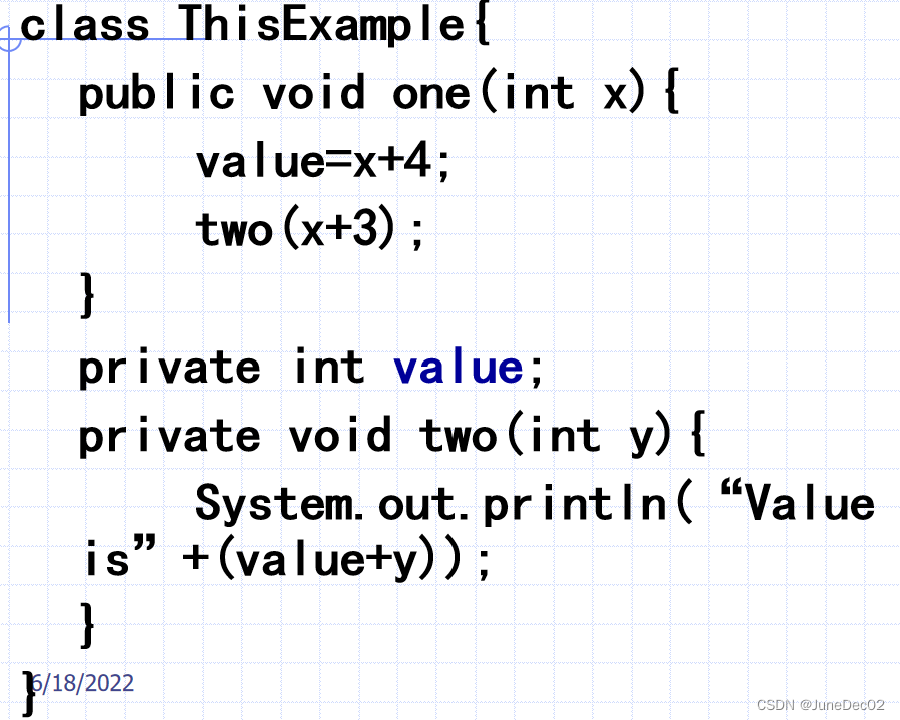 class ThisExample{
public void one(int x){
value=x+4;
two(x+3);
}
private int value;
private void two(int y){
System.out.println(“Value
is”+(value+y));
}
}
6/18/2022
CSDN @JuneDec02